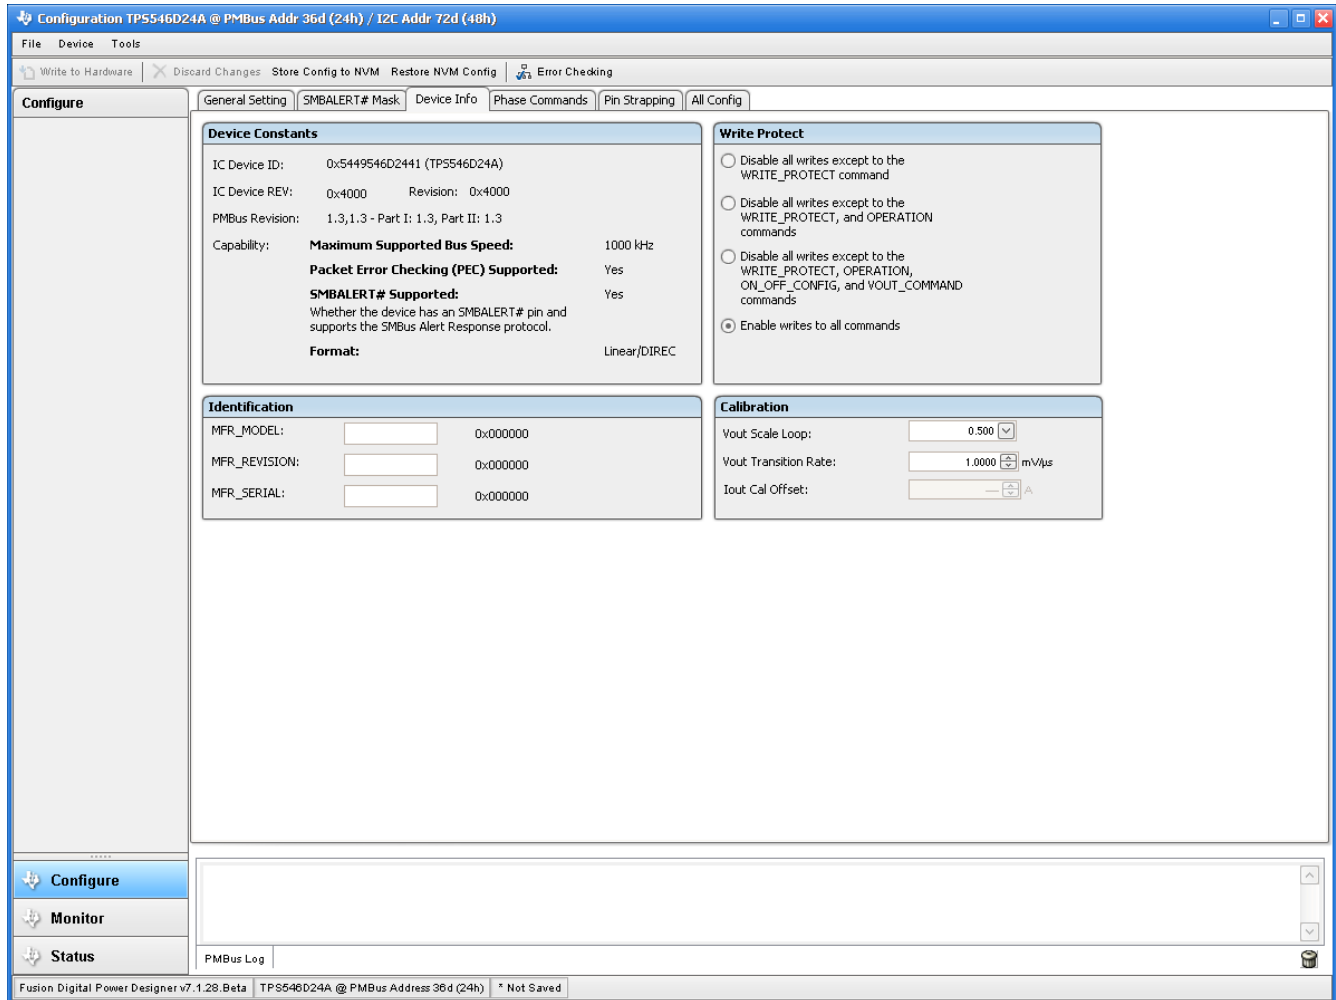 Configuration TPS546D24A @ PMBus Addr 36d (24h) / I2C Addr 72d (48h)
File Device Tools
Write to Hardware Discard Changes Store Config to NVM Restore NVM Config Error Checking
Configure
General Setting SMBALERT# Mask Device Info Phase Commands Pin Strapping All Config
Device Constants
IC Device ID: 0x5449546D2441 (TPS546D24A)
IC Device REV: 0x4000 Revision: 0x4000
PMBus Revision: 1.3,1.3 - Part I: 1.3, Part II: 1.3
Capability: Maximum Supported Bus Speed: 1000 kHz
Packet Error Checking (PEC) Supported: Yes
SMBALERT# Supported: Yes
Whether the device has an SMBALERT# pin and
supports the SMBus Alert Response protocol.
Format: Linear/DIREC
Write Protect
Disable all writes except to the
WRITE_PROTECT command
Disable all writes except to the
WRITE_PROTECT, and OPERATION
commands
Disable all writes except to the
WRITE_PROTECT, OPERATION,
ON_OFF_CONFIG, and VOUT_COMMAND
commands
Enable writes to all commands
Identification
MFR_MODEL: 0x000000
MFR_REVISION: 0x000000
MFR_SERIAL: 0x000000
Calibration
Vout Scale Loop: 0.500
Vout Transition Rate: 1.0000 mV/µs
Iout Cal Offset: — A
Configure
Monitor
Status
PMBus Log
Fusion Digital Power Designer v7.1.28.Beta TPS546D24A @ PMBus Address 36d (24h) * Not Saved